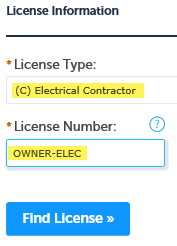 License Information
* License Type:
(C) Electrical Contractor
* License Number: ?
OWNER-ELEC
Find License »